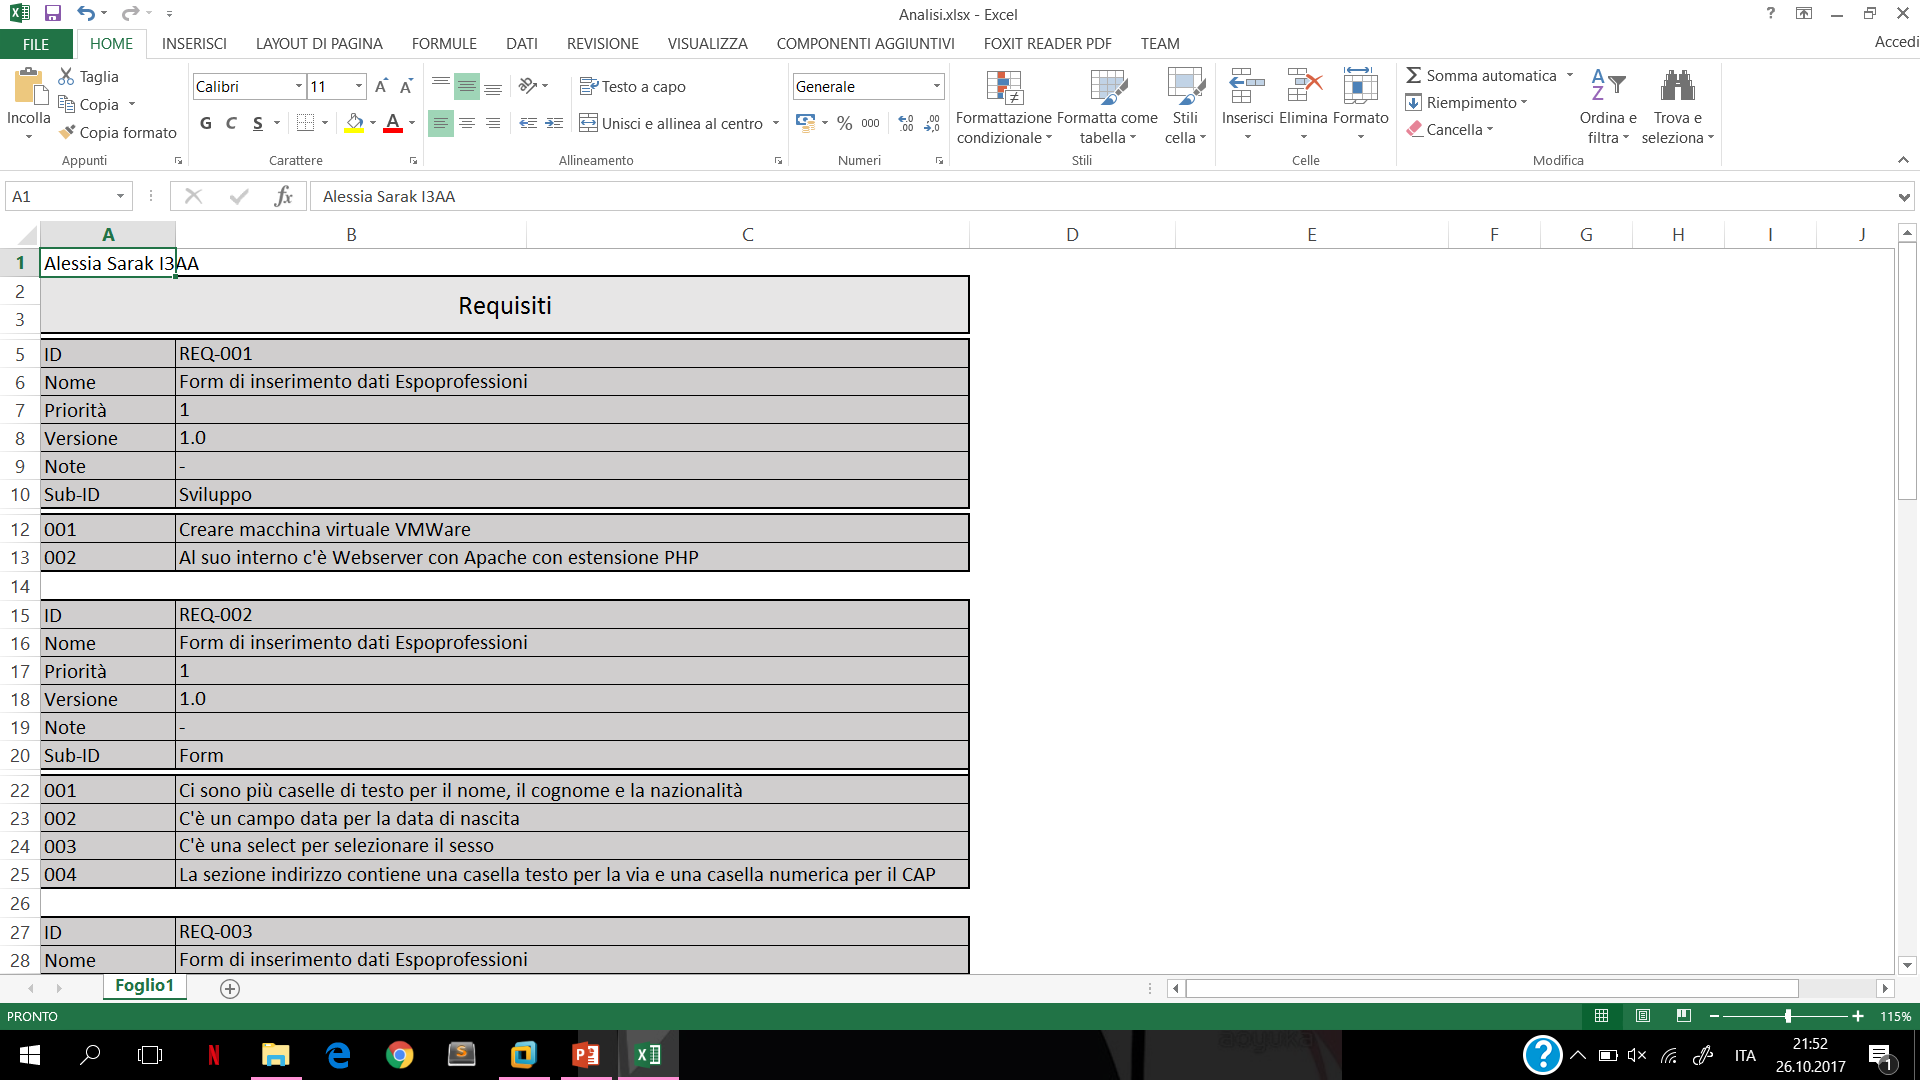 Analisi.xlsx - Excel
?
FILE HOME INSERISCI LAYOUT DI PAGINA FORMULE DATI REVISIONE VISUALIZZA COMPONENTI AGGIUNTIVI FOXIT READER PDF TEAM Accedi
Incolla
Taglia
Copia
Copia formato
Appunti
Calibri 11
G C S A
Carattere
Testo a capo
Unisci e allinea al centro
Allineamento
Generale
% 000
Numeri
Formattazione condizionale
Formatta come tabella
Stili cella
Stili
Inserisci Elimina Formato
Celle
Somma automatica
Riempimento
Cancella
Ordina e filtra
Trova e seleziona
Modifica
A1 fx Alessia Sarak I3AA
A B C D E F G H I J
1 Alessia Sarak I3AA
2
3 Requisiti
5 ID REQ-001
6 Nome Form di inserimento dati Espoprofessioni
7 Priorità 1
8 Versione 1.0
9 Note -
10 Sub-ID Sviluppo
12 001 Creare macchina virtuale VMWare
13 002 Al suo interno c'è Webserver con Apache con estensione PHP
14
15 ID REQ-002
16 Nome Form di inserimento dati Espoprofessioni
17 Priorità 1
18 Versione 1.0
19 Note -
20 Sub-ID Form
22 001 Ci sono più caselle di testo per il nome, il cognome e la nazionalità
23 002 C'è un campo data per la data di nascita
24 003 C'è una select per selezionare il sesso
25 004 La sezione indirizzo contiene una casella testo per la via e una casella numerica per il CAP
26
27 ID REQ-003
28 Nome Form di inserimento dati Espoprofessioni
Foglio1
PRONTO 115%
ITA
21:52
26.10.2017
1